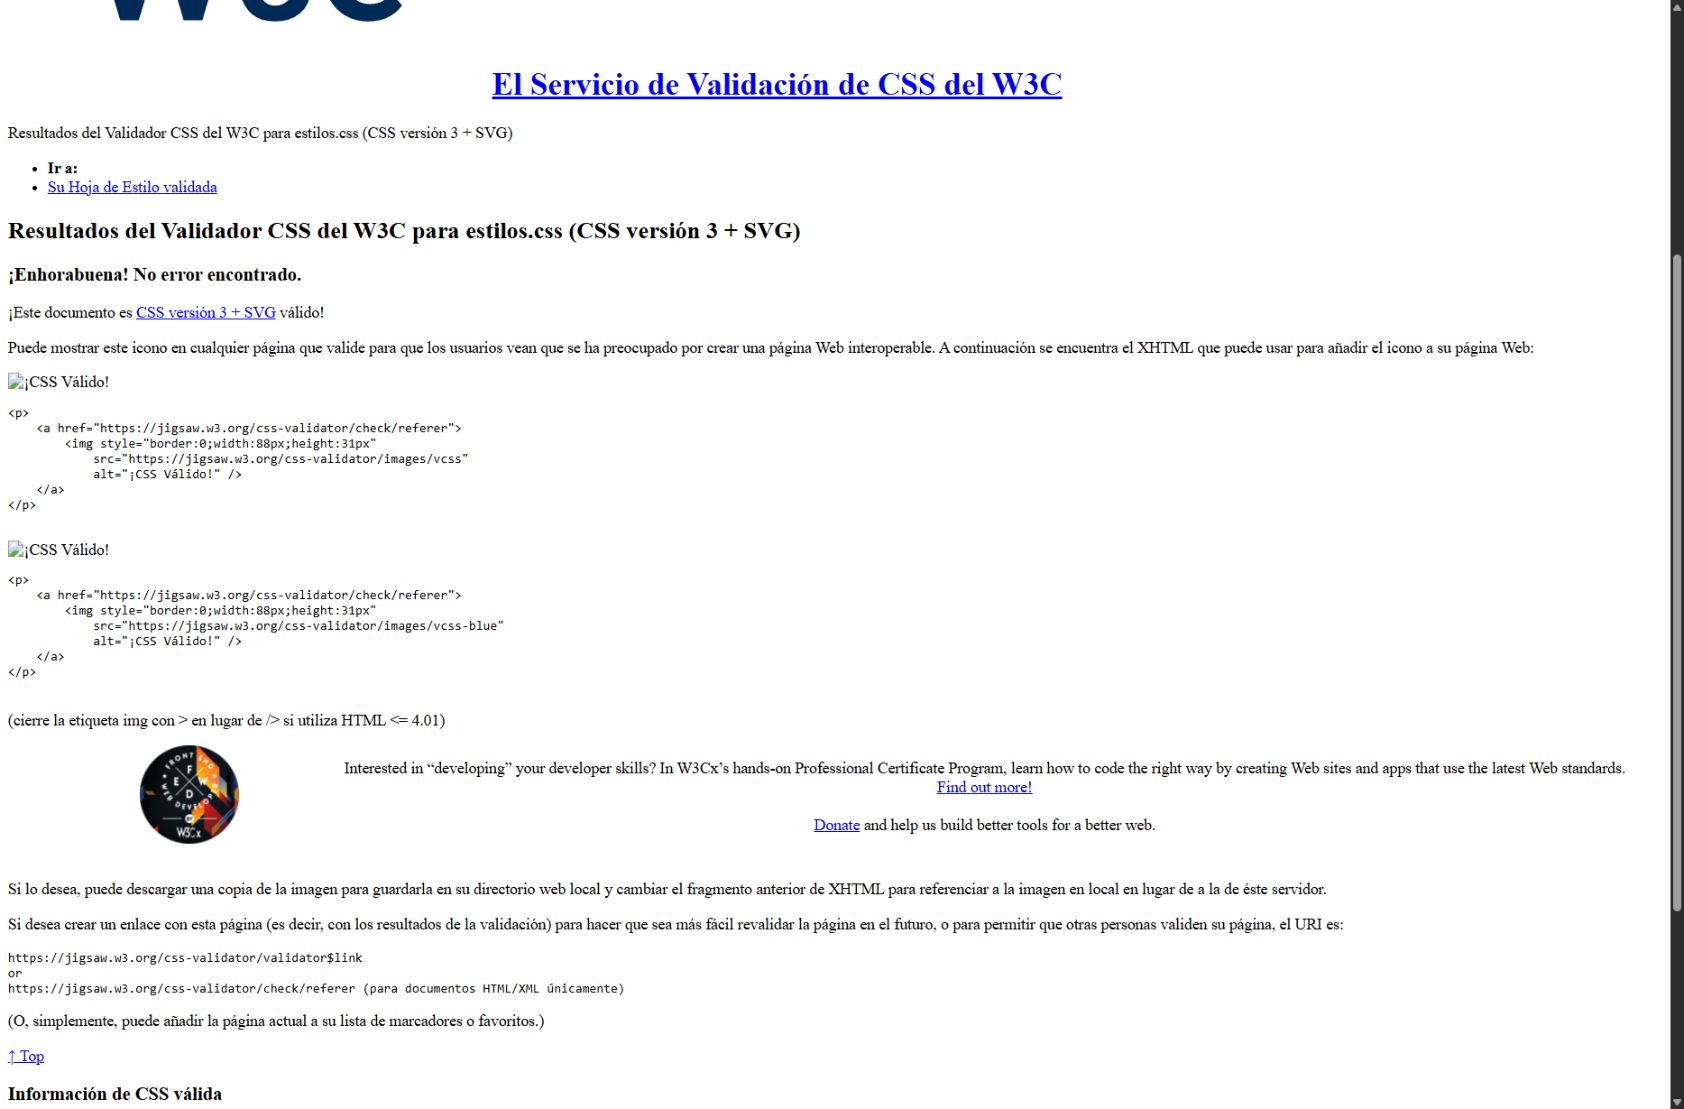 W3C
El Servicio de Validación de CSS del W3C
Resultados del Validador CSS del W3C para estilos.css (CSS versión 3 + SVG)
• Ir a:
• Su Hoja de Estilo validada
Resultados del Validador CSS del W3C para estilos.css (CSS versión 3 + SVG)
¡Enhorabuena! No error encontrado.
¡Este documento es CSS versión 3 + SVG válido!
Puede mostrar este icono en cualquier página que valide para que los usuarios vean que se ha preocupado por crear una página Web interoperable. A continuación se encuentra el XHTML que puede usar para añadir el icono a su página Web:
¡CSS Válido!
<p>
    <a href="https://jigsaw.w3.org/css-validator/check/referer">
        <img style="border:0;width:88px;height:31px"
            src="https://jigsaw.w3.org/css-validator/images/vcss"
            alt="¡CSS Válido!" />
    </a>
</p>
¡CSS Válido!
<p>
    <a href="https://jigsaw.w3.org/css-validator/check/referer">
        <img style="border:0;width:88px;height:31px"
            src="https://jigsaw.w3.org/css-validator/images/vcss-blue"
            alt="¡CSS Válido!" />
    </a>
</p>
(cierre la etiqueta img con > en lugar de /> si utiliza HTML <= 4.01)
FRONT END
WEB DEVELOPER
F
E W
D
W3Cx
Interested in “developing” your developer skills? In W3Cx’s hands-on Professional Certificate Program, learn how to code the right way by creating Web sites and apps that use the latest Web standards.
Find out more!
Donate and help us build better tools for a better web.
Si lo desea, puede descargar una copia de la imagen para guardarla en su directorio web local y cambiar el fragmento anterior de XHTML para referenciar a la imagen en local en lugar de a la de éste servidor.
Si desea crear un enlace con esta página (es decir, con los resultados de la validación) para hacer que sea más fácil revalidar la página en el futuro, o para permitir que otras personas validen su página, el URI es:
https://jigsaw.w3.org/css-validator/validator$link
or
https://jigsaw.w3.org/css-validator/check/referer (para documentos HTML/XML únicamente)
(O, simplemente, puede añadir la página actual a su lista de marcadores o favoritos.)
↑ Top
Información de CSS válida